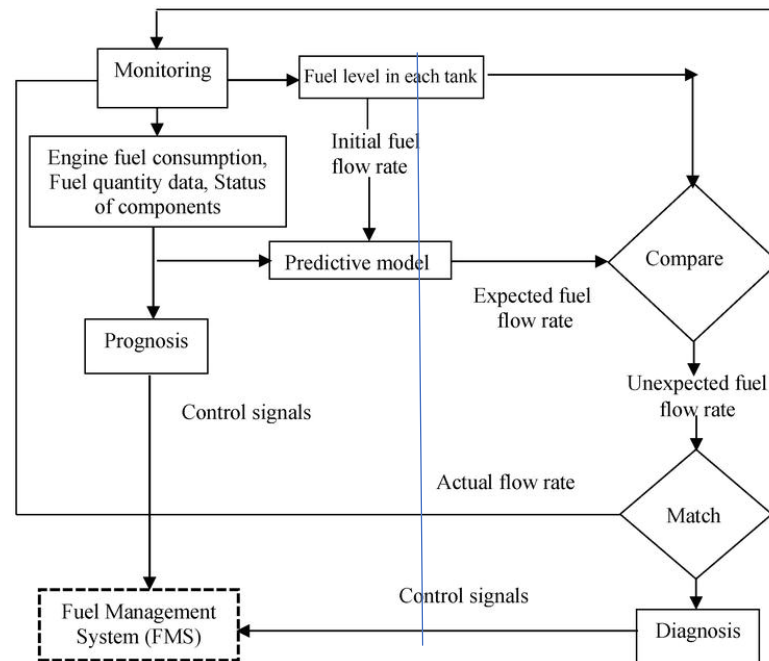 Monitoring
Fuel level in each tank
Initial fuel
flow rate
Engine fuel consumption,
Fuel quantity data, Status
of components
Predictive model
Compare
Expected fuel
flow rate
Prognosis
Unexpected fuel
flow rate
Control signals
Actual flow rate
Match
Control signals
Fuel Management
System (FMS)
Diagnosis